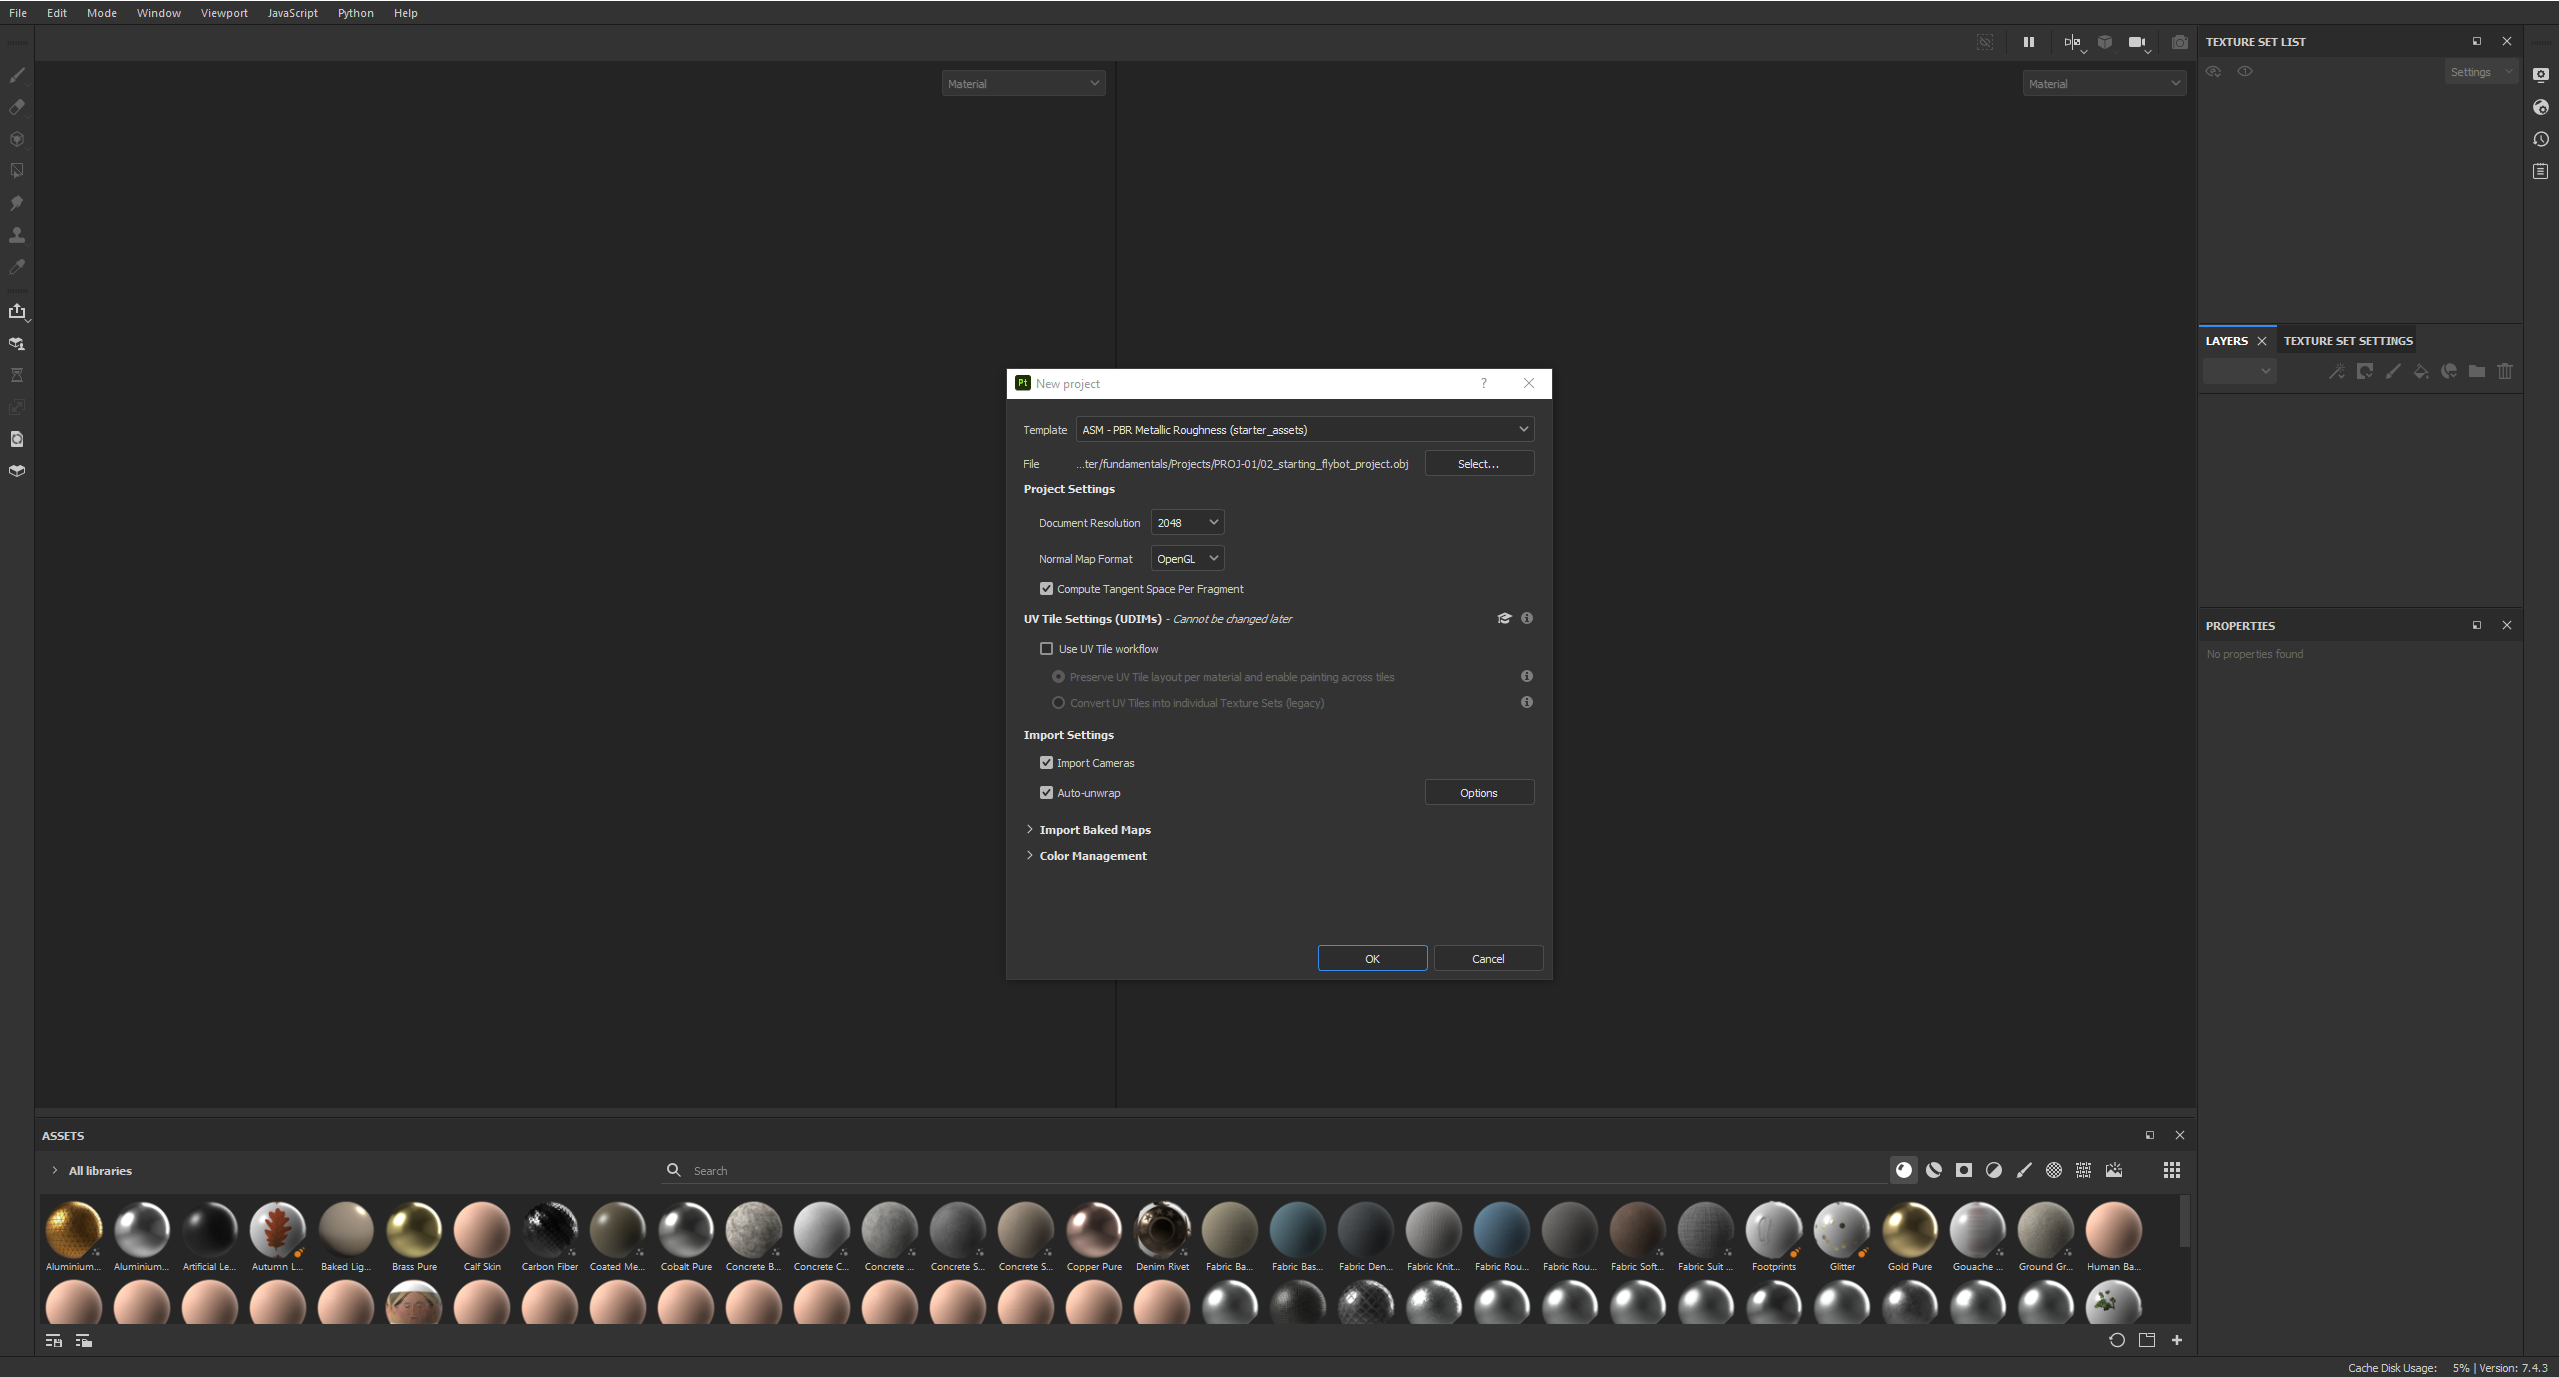 File Edit Mode Window Viewport JavaScript Python Help
Material
Material
TEXTURE SET LIST
Settings
LAYERS
TEXTURE SET SETTINGS
PROPERTIES
No properties found
Pt New project
Template ASM - PBR Metallic Roughness (starter_assets)
File ...ter/fundamentals/Projects/PROJ-01/02_starting_flybot_project.obj Select...
Project Settings
Document Resolution 2048
Normal Map Format OpenGL
Compute Tangent Space Per Fragment
UV Tile Settings (UDIMs) - Cannot be changed later
Use UV Tile workflow
Preserve UV Tile layout per material and enable painting across tiles
Convert UV Tiles into individual Texture Sets (legacy)
Import Settings
Import Cameras
Auto-unwrap Options
Import Baked Maps
Color Management
OK Cancel
ASSETS
All libraries Search
Aluminium... Aluminium... Artificial Le... Autumn L... Baked Lig... Brass Pure Calf Skin Carbon Fiber Coated Me... Cobalt Pure Concrete B... Concrete C... Concrete ... Concrete S... Concrete S... Copper Pure Denim Rivet Fabric Ba... Fabric Bas... Fabric Den... Fabric Knit... Fabric Rou... Fabric Rou... Fabric Soft... Fabric Suit ... Footprints Glitter Gold Pure Gouache ... Ground Gr... Human Ba...
Cache Disk Usage: 5% | Version: 7.4.3